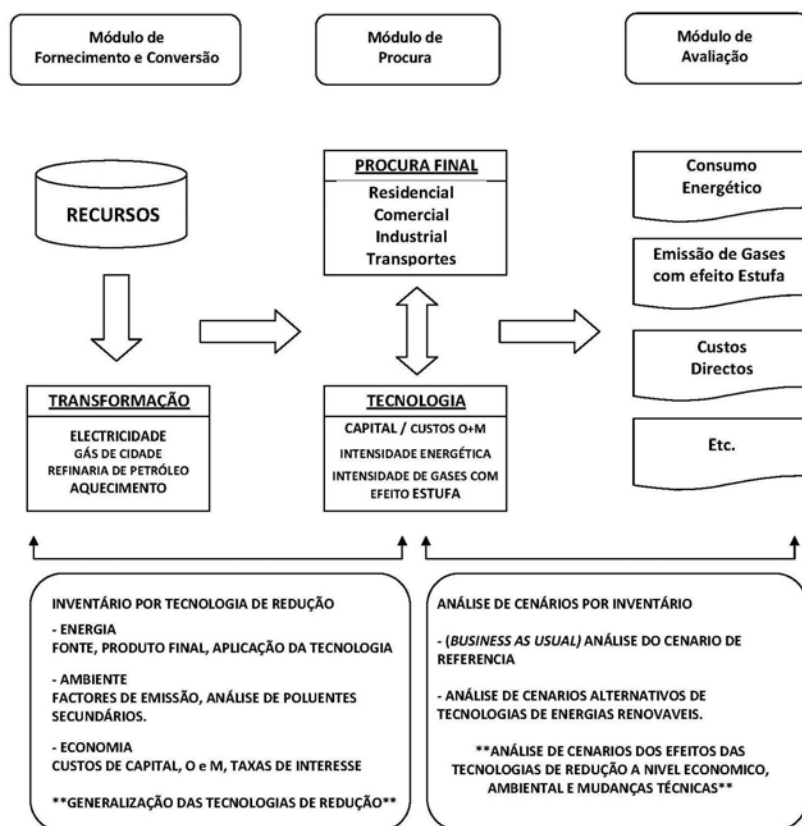 Módulo de
Fornecimento e Conversão
Módulo de
Procura
Módulo de
Avaliação
RECURSOS
PROCURA FINAL
Residencial
Comercial
Industrial
Transportes
Consumo
Energético
Emissão de Gases
com efeito Estufa
Custos
Directos
Etc.
TRANSFORMAÇÃO
ELECTRICIDADE
GÁS DE CIDADE
REFINARIA DE PETRÓLEO
AQUECIMENTO
TECNOLOGIA
CAPITAL / CUSTOS O+M
INTENSIDADE ENERGÉTICA
INTENSIDADE DE GASES COM
EFEITO ESTUFA
INVENTÁRIO POR TECNOLOGIA DE REDUÇÃO
- ENERGIA
FONTE, PRODUTO FINAL, APLICAÇÃO DA TECNOLOGIA
- AMBIENTE
FACTORES DE EMISSÃO, ANÁLISE DE POLUENTES
SECUNDÁRIOS.
- ECONOMIA
CUSTOS DE CAPITAL, O e M, TAXAS DE INTERESSE
**GENERALIZAÇÃO DAS TECNOLOGIAS DE REDUÇÃO**
ANÁLISE DE CENÁRIOS POR INVENTÁRIO
- (BUSINESS AS USUAL) ANÁLISE DO CENARIO DE
REFERENCIA
- ANÁLISE DE CENARIOS ALTERNATIVOS DE
TECNOLOGIAS DE ENERGIAS RENOVAVEIS.
**ANÁLISE DE CENARIOS DOS EFEITOS DAS
TECNOLOGIAS DE REDUÇÃO A NIVEL ECONOMICO,
AMBIENTAL E MUDANÇAS TÉCNICAS**